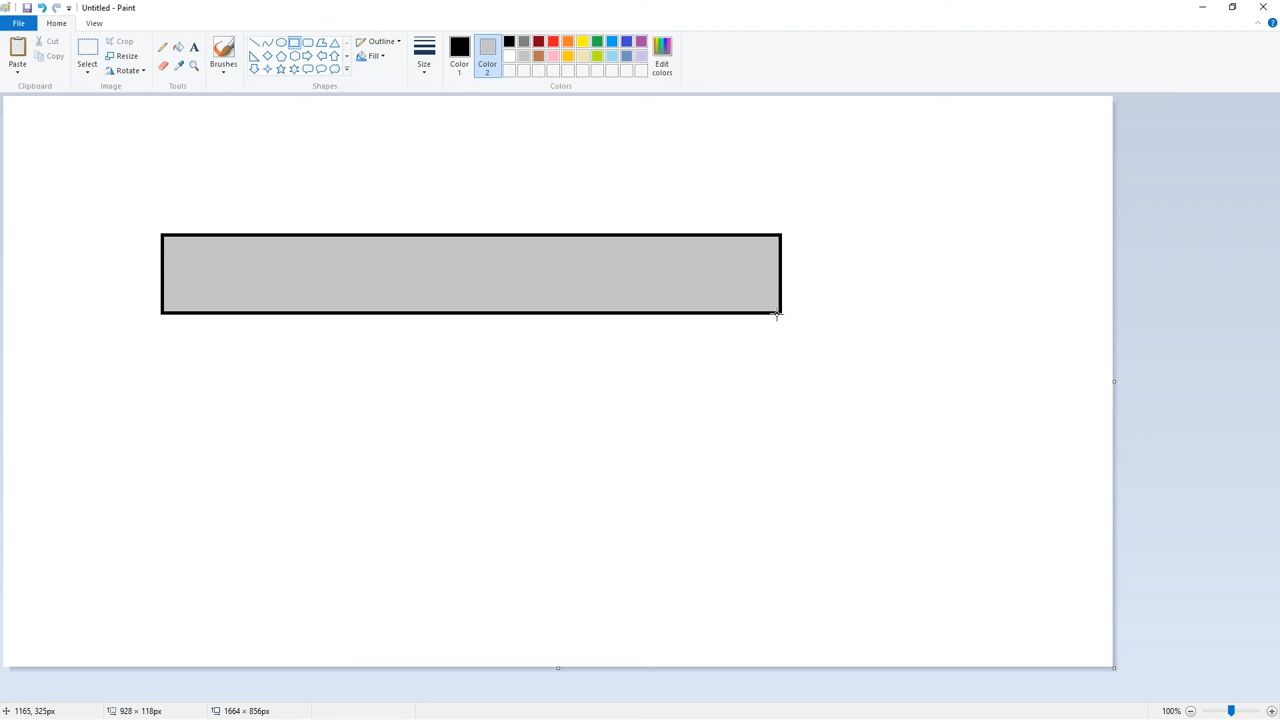 Untitled - Paint
File Home View
Paste Cut Copy Select Crop Resize Rotate Brushes Outline Fill Size Color 1 Color 2 Edit colors
Clipboard Image Tools Shapes Colors
1165, 325px 928 × 118px 1664 × 856px 100%